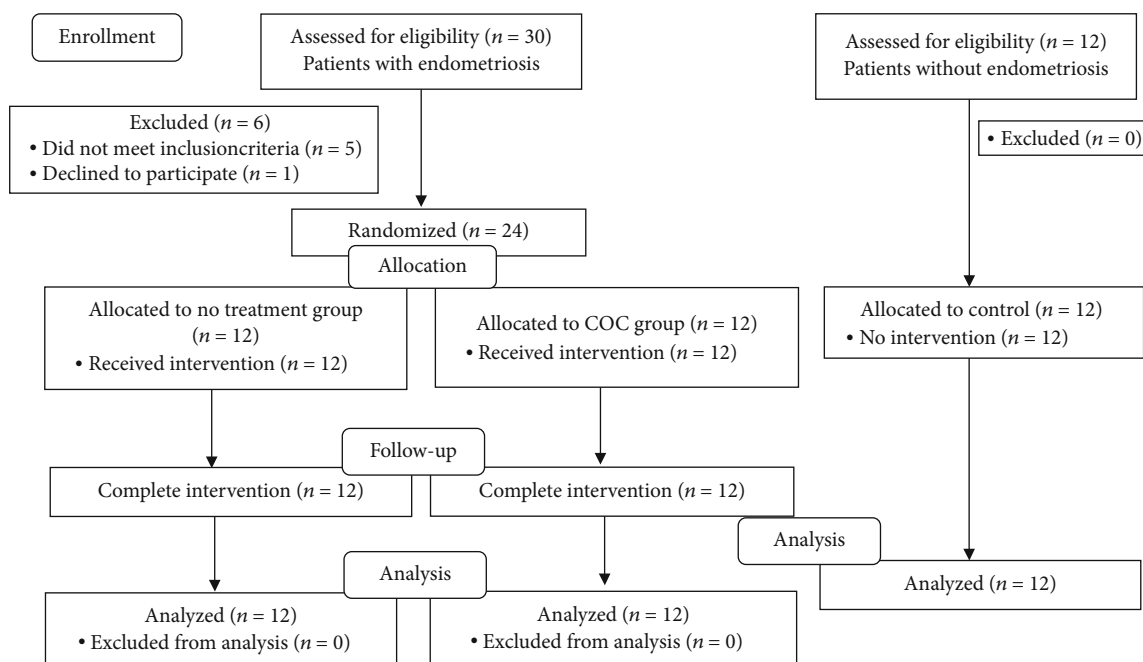 Enrollment
Assessed for eligibility (n = 30)
Patients with endometriosis
Assessed for eligibility (n = 12)
Patients without endometriosis
Excluded (n = 6)
• Did not meet inclusioncriteria (n = 5)
• Declined to participate (n = 1)
• Excluded (n = 0)
Randomized (n = 24)
Allocation
Allocated to no treatment group
(n = 12)
• Received intervention (n = 12)
Allocated to COC group (n = 12)
• Received intervention (n = 12)
Allocated to control (n = 12)
• No intervention (n = 12)
Follow-up
Complete intervention (n = 12)
Complete intervention (n = 12)
Analysis
Analyzed (n = 12)
Analysis
Analyzed (n = 12)
• Excluded from analysis (n = 0)
Analyzed (n = 12)
• Excluded from analysis (n = 0)